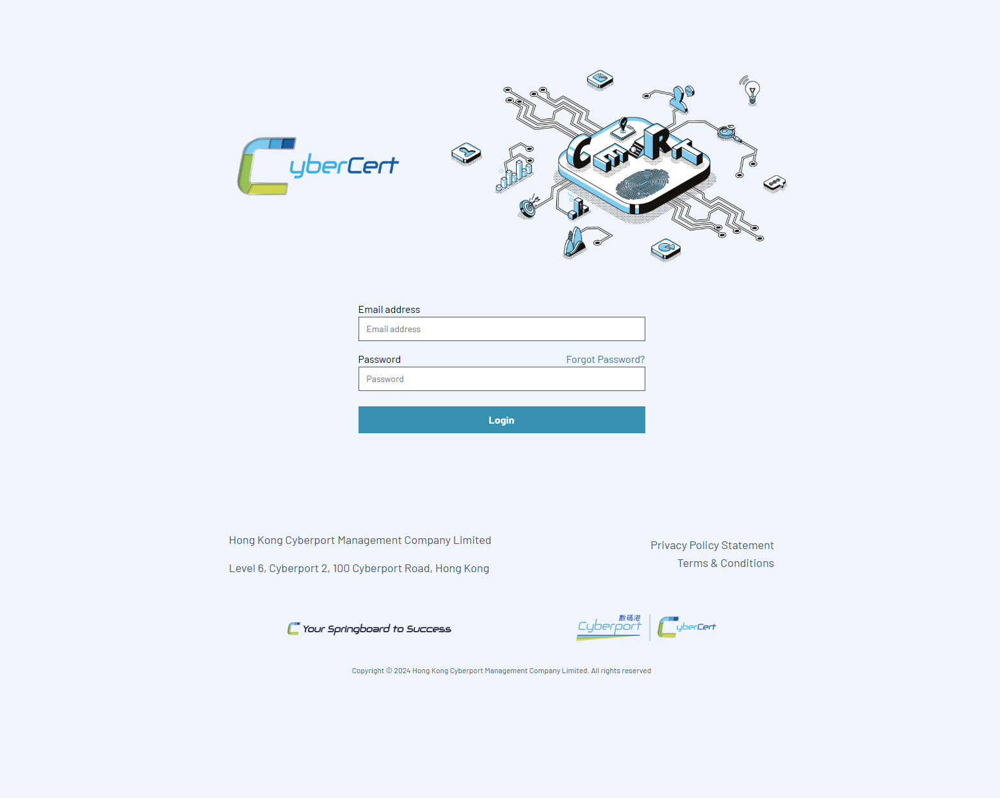 CyberCert
CERT
Email address
Email address
Password
Forgot Password?
Password
Login
Hong Kong Cyberport Management Company Limited
Level 6, Cyberport 2, 100 Cyberport Road, Hong Kong
Privacy Policy Statement
Terms & Conditions
Your Springboard to Success
數碼港
Cyberport
CyberCert
Copyright © 2024 Hong Kong Cyberport Management Company Limited. All rights reserved